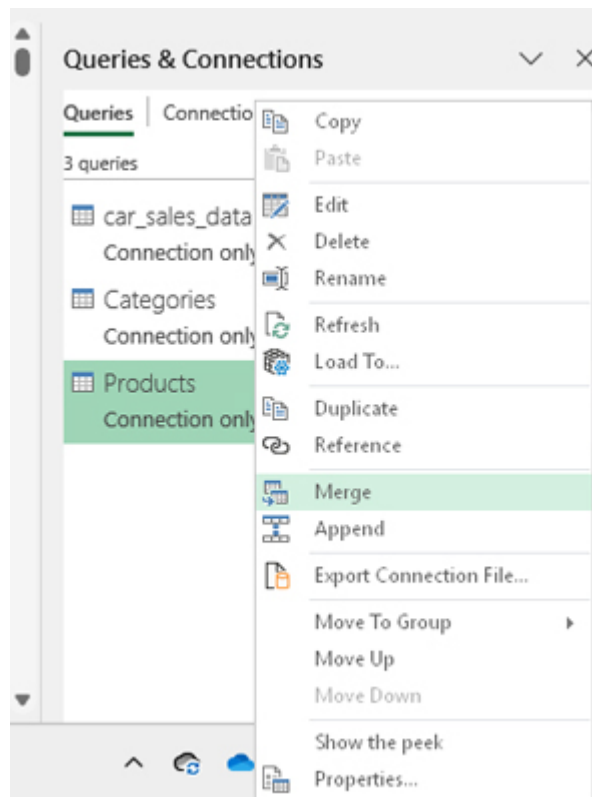 Queries & Connections
Queries | Connectio
3 queries
car_sales_data
Connection only
Categories
Connection only
Products
Connection only
Copy
Paste
Edit
Delete
Rename
Refresh
Load To...
Duplicate
Reference
Merge
Append
Export Connection File...
Move To Group
Move Up
Move Down
Show the peek
Properties...